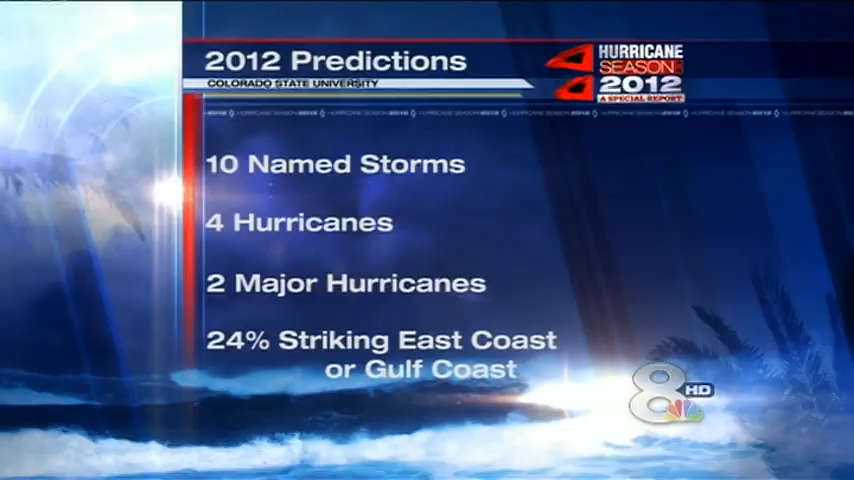 2012 Predictions
COLORADO STATE UNIVERSITY
HURRICANE
SEASON
2012
A SPECIAL REPORT
10 Named Storms
4 Hurricanes
2 Major Hurricanes
24% Striking East Coast
or Gulf Coast
8 HD